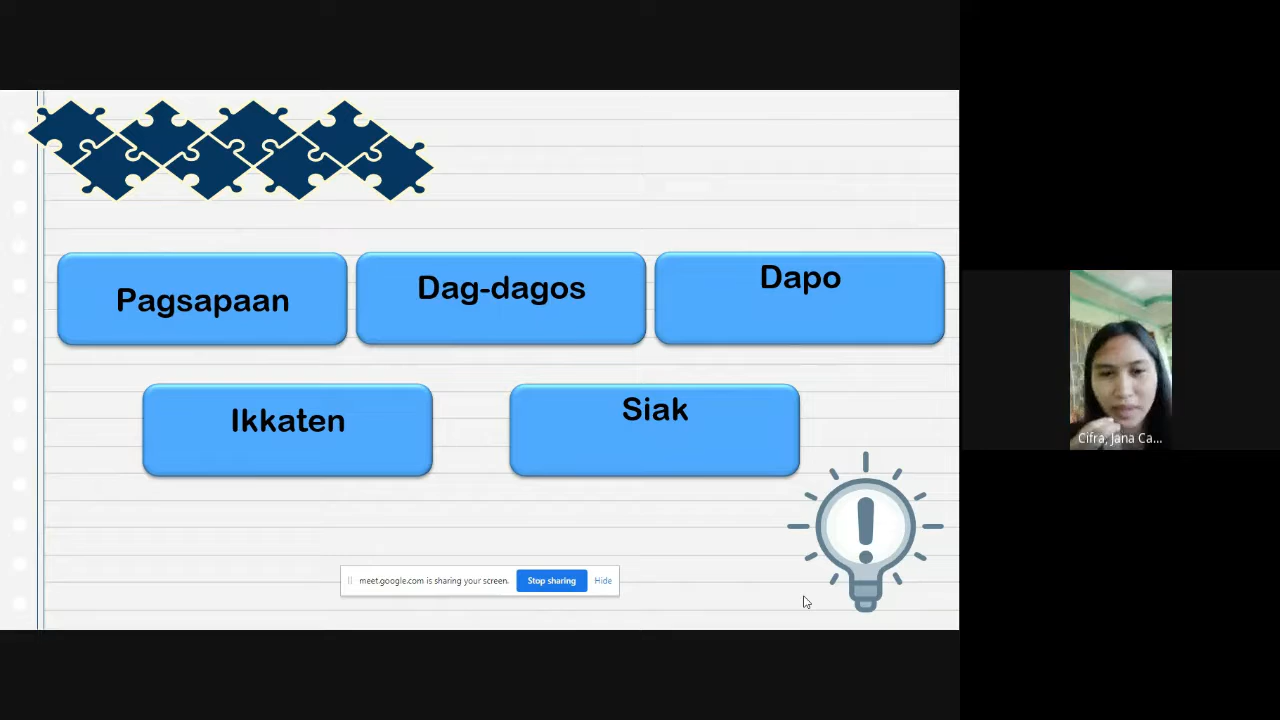 Pagsapaan
Dag-dagos
Dapo
Ikkaten
Siak
meet.google.com is sharing your screen.
Stop sharing
Hide
Cifra, Jana Ca...